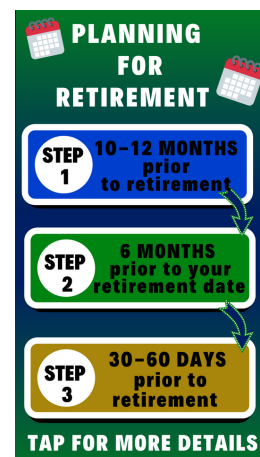 PLANNING
FOR
RETIREMENT
STEP
1
10-12 MONTHS
prior
to retirement
STEP
2
6 MONTHS
prior to your
retirement date
STEP
3
30-60 DAYS
prior to
retirement
TAP FOR MORE DETAILS